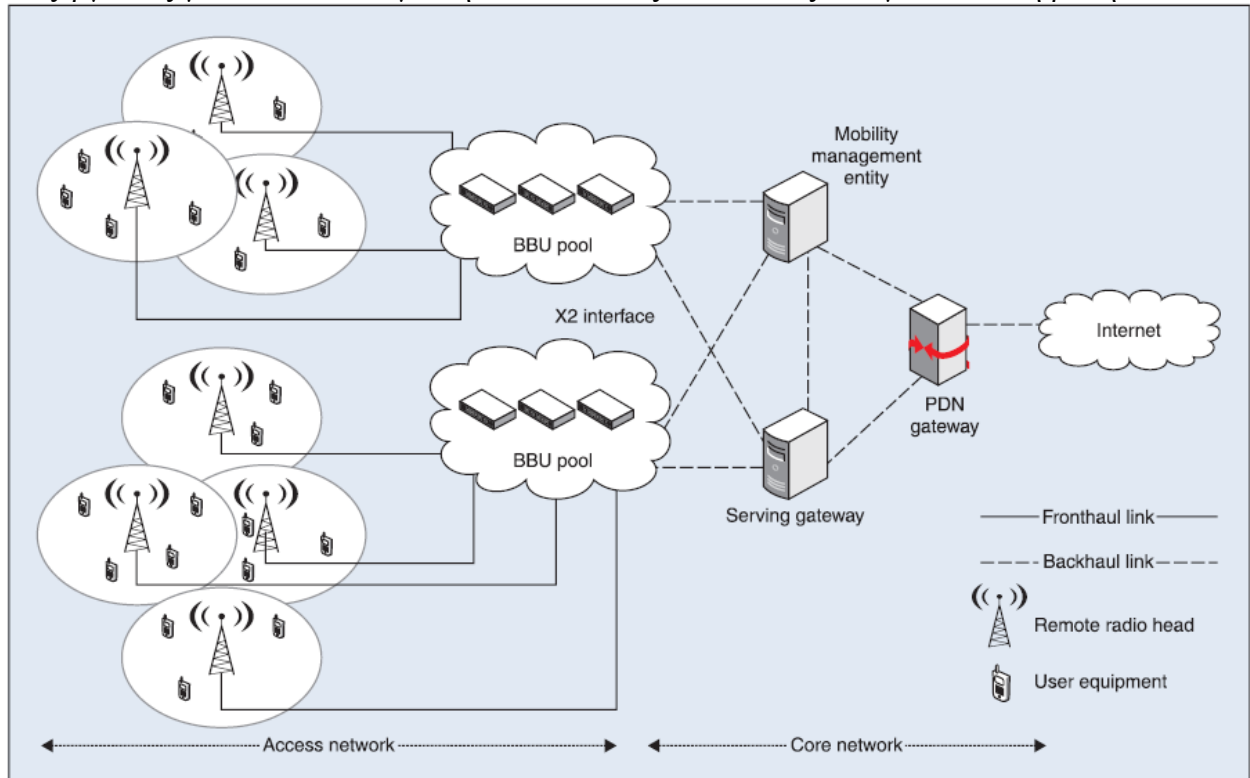 Mobility
management
entity
BBU pool
X2 interface
Internet
PDN
gateway
BBU pool
Serving gateway
Fronthaul link
Backhaul link
Remote radio head
User equipment
Access network
Core network